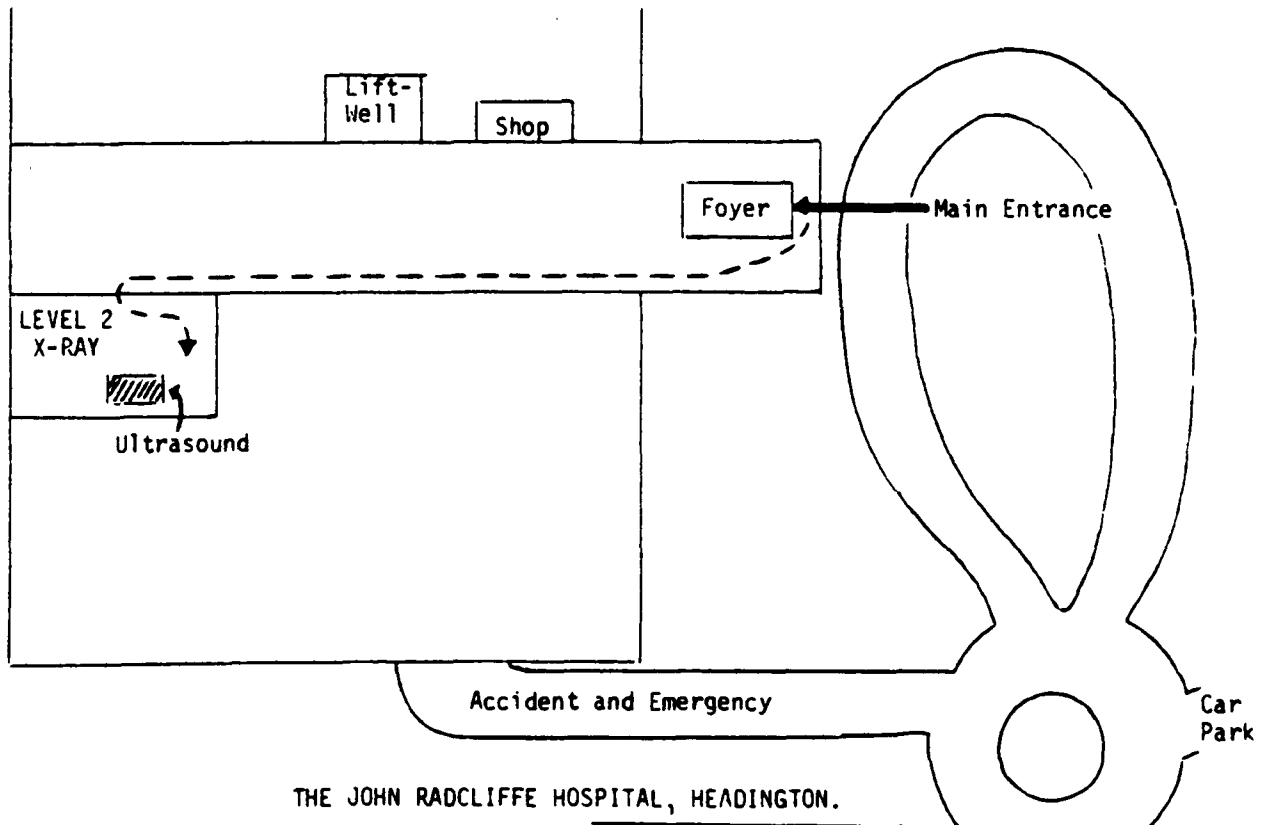 Lift-
Well
Shop
Foyer
Main Entrance
LEVEL 2
X-RAY
Ultrasound
Accident and Emergency
Car
Park
THE JOHN RADCLIFFE HOSPITAL, HEADINGTON.